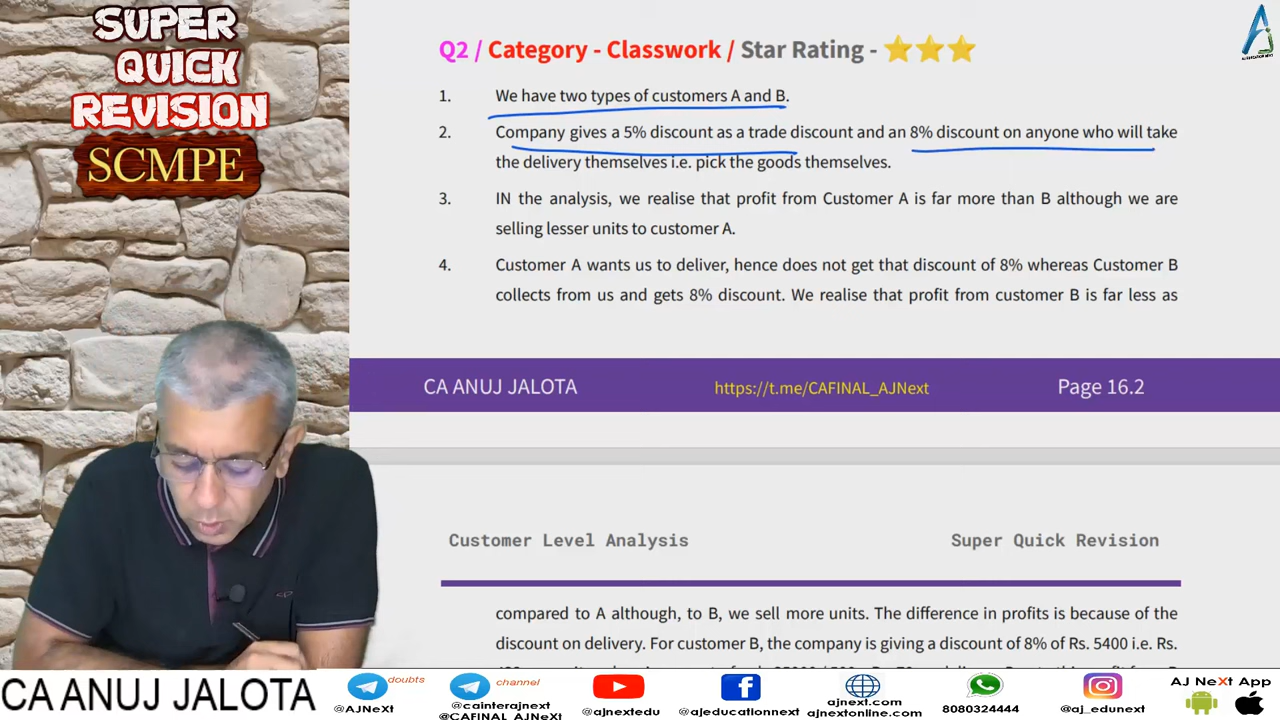 SUPER
QUICK
REVISION
SCMPE
Q2 / Category - Classwork / Star Rating -
1. We have two types of customers A and B.
2. Company gives a 5% discount as a trade discount and an 8% discount on anyone who will take
the delivery themselves i.e. pick the goods themselves.
3. IN the analysis, we realise that profit from Customer A is far more than B although we are
selling lesser units to customer A.
4. Customer A wants us to deliver, hence does not get that discount of 8% whereas Customer B
collects from us and gets 8% discount. We realise that profit from customer B is far less as
CA ANUJ JALOTA https://t.me/CAFINAL_AJNext Page 16.2
Customer Level Analysis Super Quick Revision
compared to A although, to B, we sell more units. The difference in profits is because of the
discount on delivery. For customer B, the company is giving a discount of 8% of Rs. 5400 i.e. Rs.
CA ANUJ JALOTA
doubts
@AJNeXt
channel
@cainterajnext
@CAFINAL_AJNext
@ajnextedu
@ajeducationnext
ajnext.com
ajnextonline.com
8080324444
@aj_edunext
AJ NeXt App